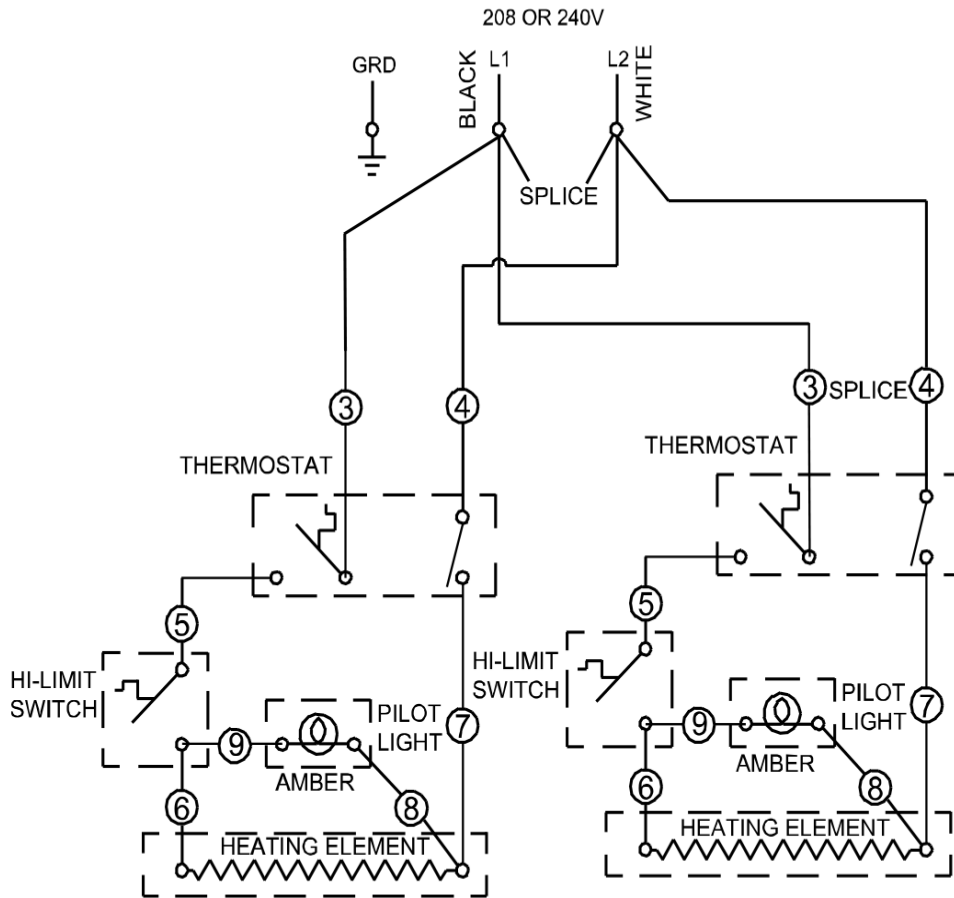 208 OR 240V
GRD
BLACK
L1
L2
WHITE
SPLICE
3
4
3
SPLICE
4
THERMOSTAT
THERMOSTAT
5
5
HI-LIMIT
SWITCH
HI-LIMIT
SWITCH
9
PILOT
LIGHT
7
AMBER
9
PILOT
LIGHT
7
AMBER
6
8
6
8
HEATING ELEMENT
HEATING ELEMENT